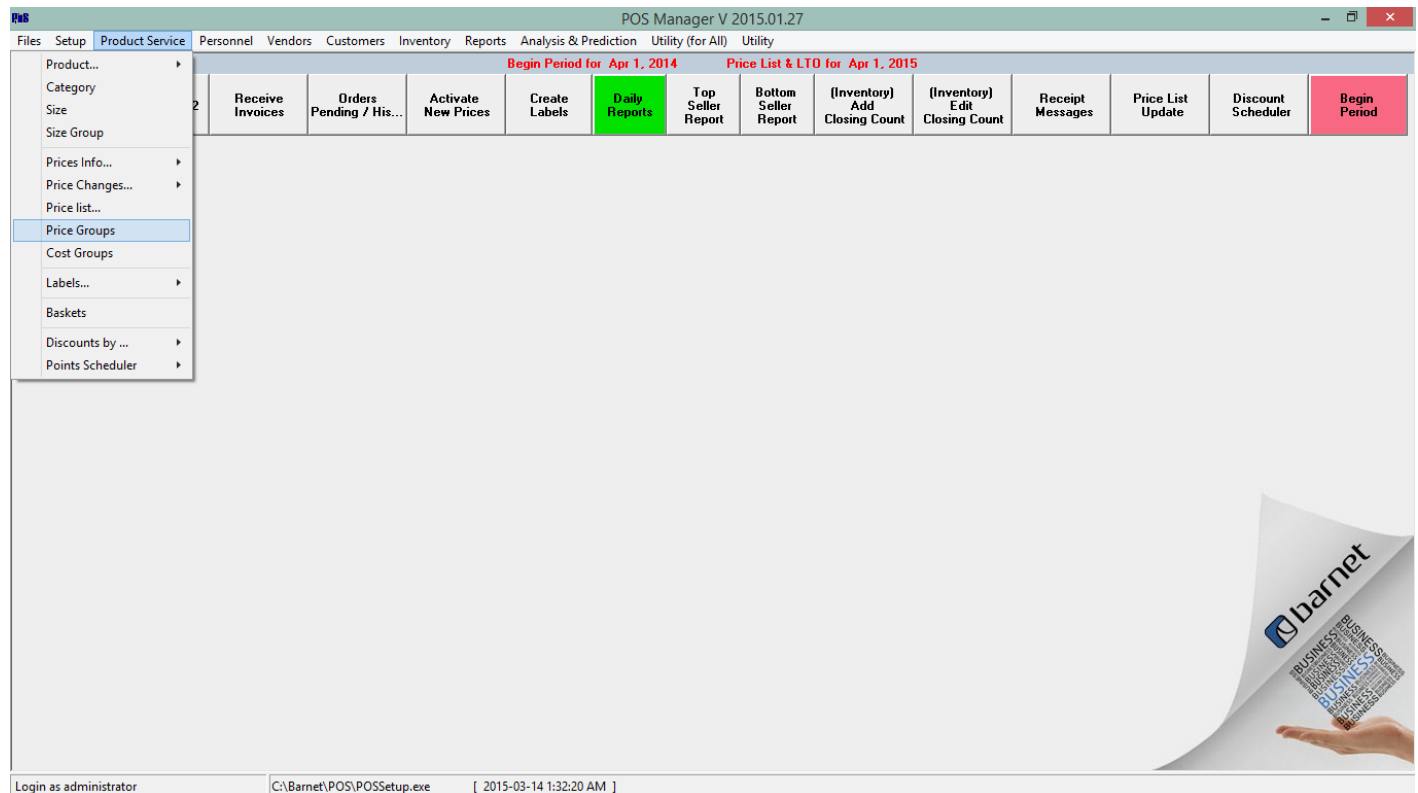 PoS
POS Manager V 2015.01.27
Files Setup Product Service Personnel Vendors Customers Inventory Reports Analysis & Prediction Utility (for All) Utility
Begin Period for Apr 1, 2014 Price List & LTO for Apr 1, 2015
Product...
Category
Size
Size Group
Prices Info...
Price Changes...
Price list...
Price Groups
Cost Groups
Labels...
Baskets
Discounts by ...
Points Scheduler
2
Receive
Invoices
Orders
Pending / His...
Activate
New Prices
Create
Labels
Daily
Reports
Top
Seller
Report
Bottom
Seller
Report
(Inventory)
Add
Closing Count
(Inventory)
Edit
Closing Count
Receipt
Messages
Price List
Update
Discount
Scheduler
Begin
Period
barnet
BUSINESS
BUSINESS
BUSINESS
Login as administrator C:\Barnet\POS\POSSetup.exe [ 2015-03-14 1:32:20 AM ]